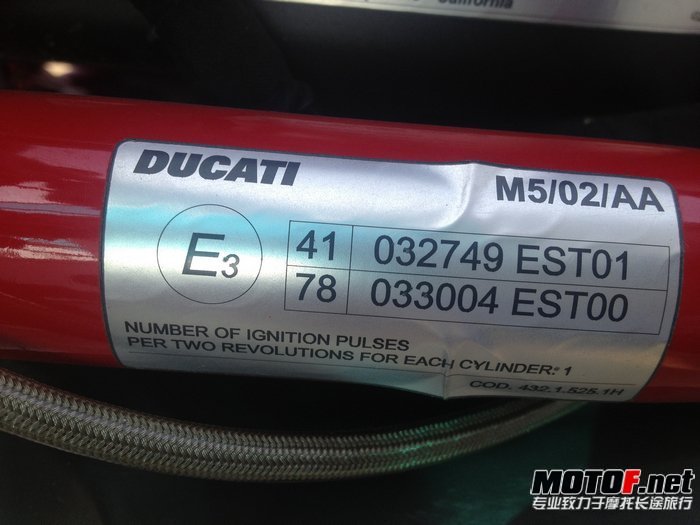 California
DUCATI
M5/02/AA
E3
41 032749 EST01
78 033004 EST00
NUMBER OF IGNITION PULSES
PER TWO REVOLUTIONS FOR EACH CYLINDER: 1
COD. 432.1.525.1H
MOTOF.net
专业致力于摩托长途旅行